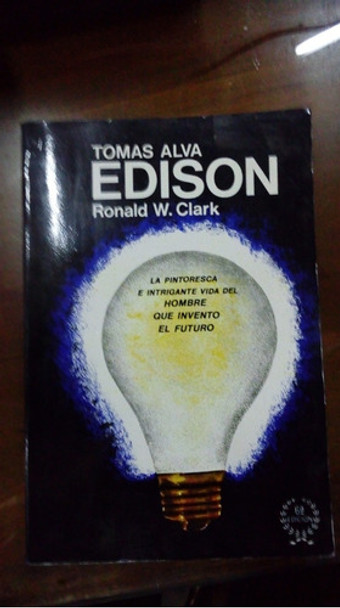 TOMAS ALVA
EDISON
Ronald W. Clark
LA PINTORESCA
E INTRIGANTE VIDA DEL
HOMBRE
QUE INVENTO
EL FUTURO